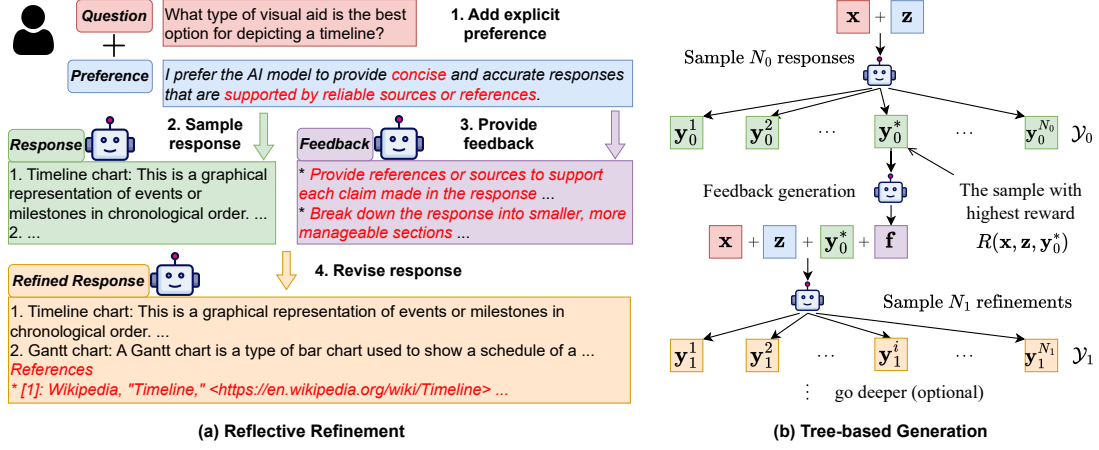 Question
What type of visual aid is the best
option for depicting a timeline?
1. Add explicit
preference
+
Preference
I prefer the AI model to provide concise and accurate responses
that are supported by reliable sources or references.
Response
2. Sample
response
Feedback
3. Provide
feedback
1. Timeline chart: This is a graphical
representation of events or
milestones in chronological order. ...
2. ...
* Provide references or sources to support
each claim made in the response ...
* Break down the response into smaller, more
manageable sections ...
Refined Response
4. Revise response
1. Timeline chart: This is a graphical representation of events or milestones in
chronological order. ...
2. Gantt chart: A Gantt chart is a type of bar chart used to show a schedule of a ...
References
* [1]: Wikipedia, "Timeline," <https://en.wikipedia.org/wiki/Timeline> ...
(a) Reflective Refinement
x + z
Sample N₀ responses
y₀¹ y₀² ⋯ y₀* ⋯ y₀^{N₀} 𝒴₀
Feedback generation
The sample with
highest reward
R(x, z, y₀*)
x + z + y₀* + f
Sample N₁ refinements
y₁¹ y₁² ⋯ y₁ⁱ ⋯ y₁^{N₁} 𝒴₁
⋮ go deeper (optional)
(b) Tree-based Generation